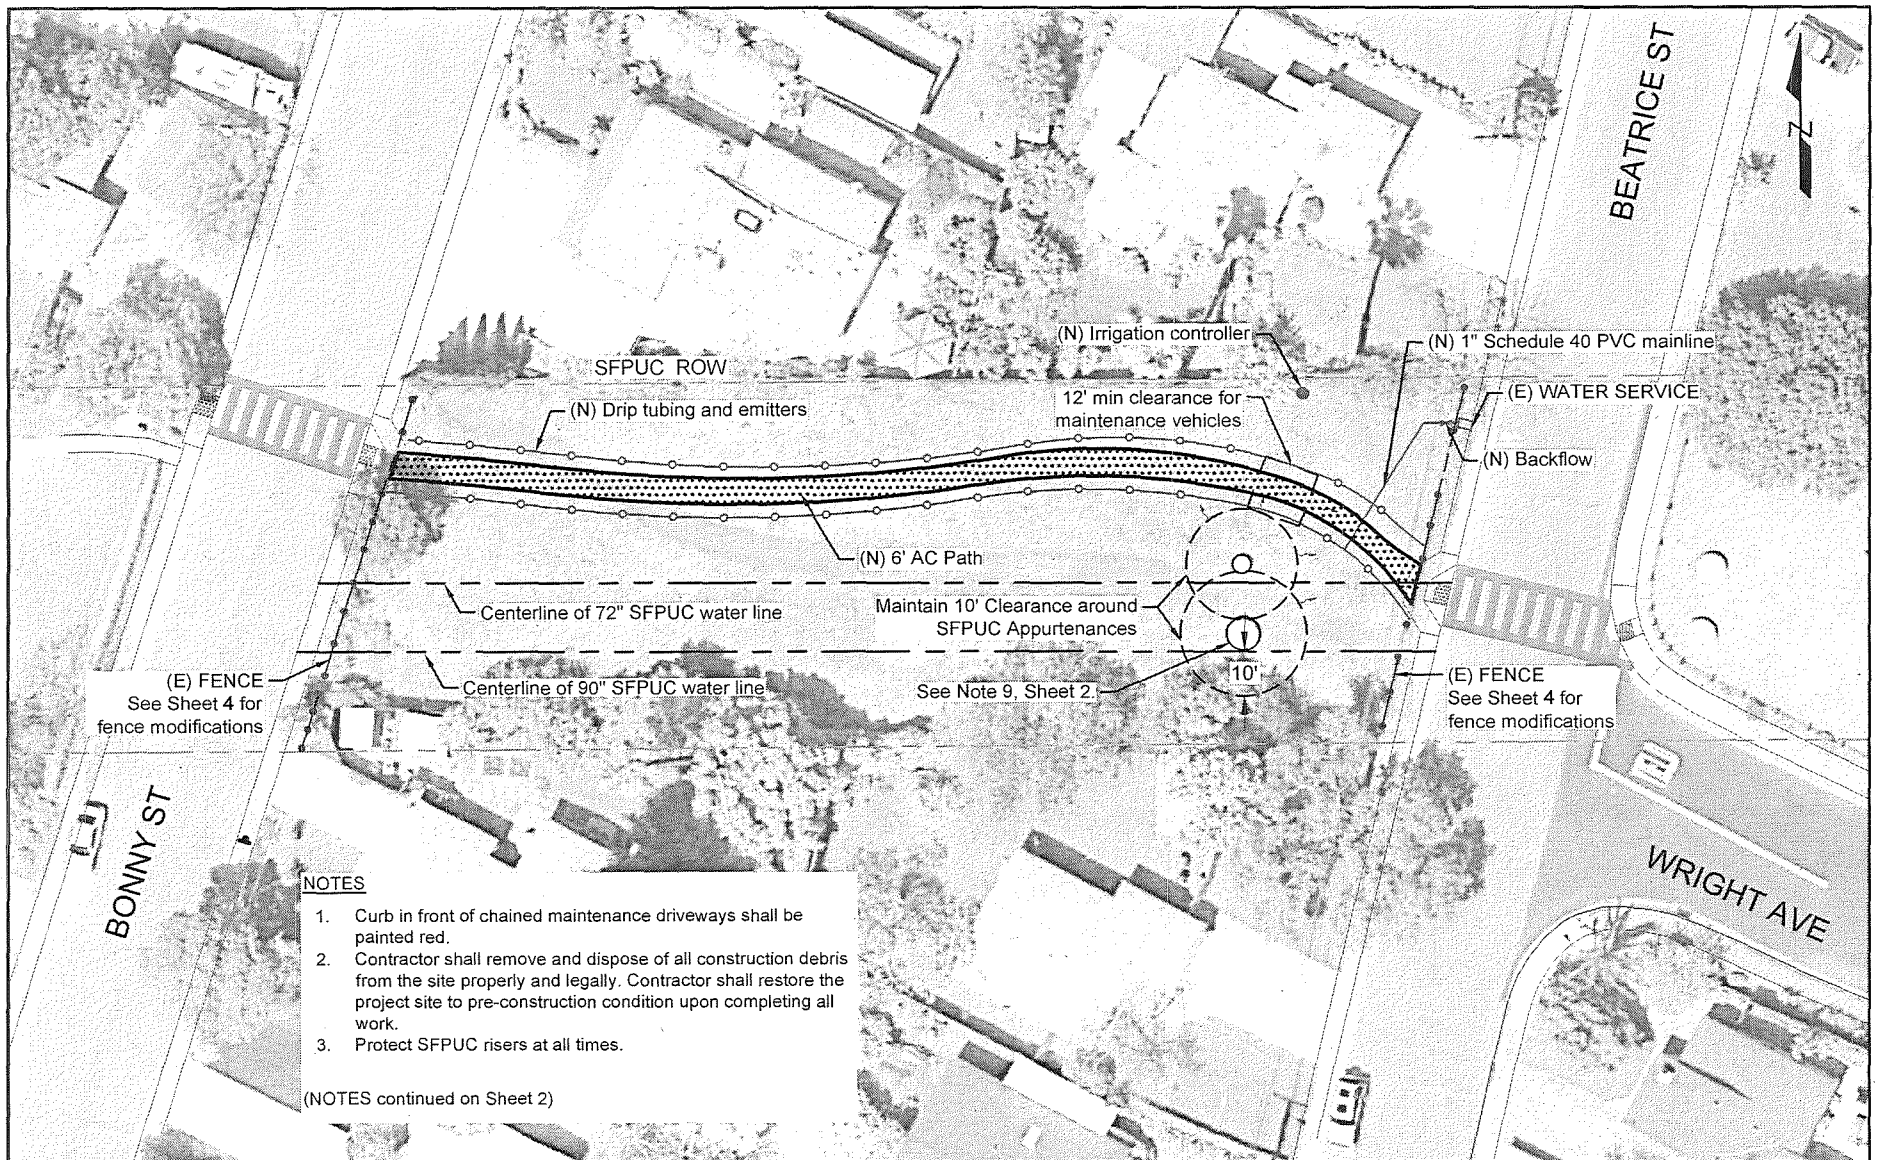 BEATRICE ST
N
(N) Irrigation controller
(N) 1" Schedule 40 PVC mainline
SFPUC ROW
(E) WATER SERVICE
(N) Drip tubing and emitters
12' min clearance for
maintenance vehicles
(N) Backflow
(N) 6' AC Path
Centerline of 72" SFPUC water line
Maintain 10' Clearance around
SFPUC Appurtenances
(E) FENCE
See Sheet 4 for
fence modifications
Centerline of 90" SFPUC water line
See Note 9, Sheet 2.
10'
(E) FENCE
See Sheet 4 for
fence modifications
BONNY ST
WRIGHT AVE
NOTES
1. Curb in front of chained maintenance driveways shall be
painted red.
2. Contractor shall remove and dispose of all construction debris
from the site properly and legally. Contractor shall restore the
project site to pre-construction condition upon completing all
work.
3. Protect SFPUC risers at all times.
(NOTES continued on Sheet 2)